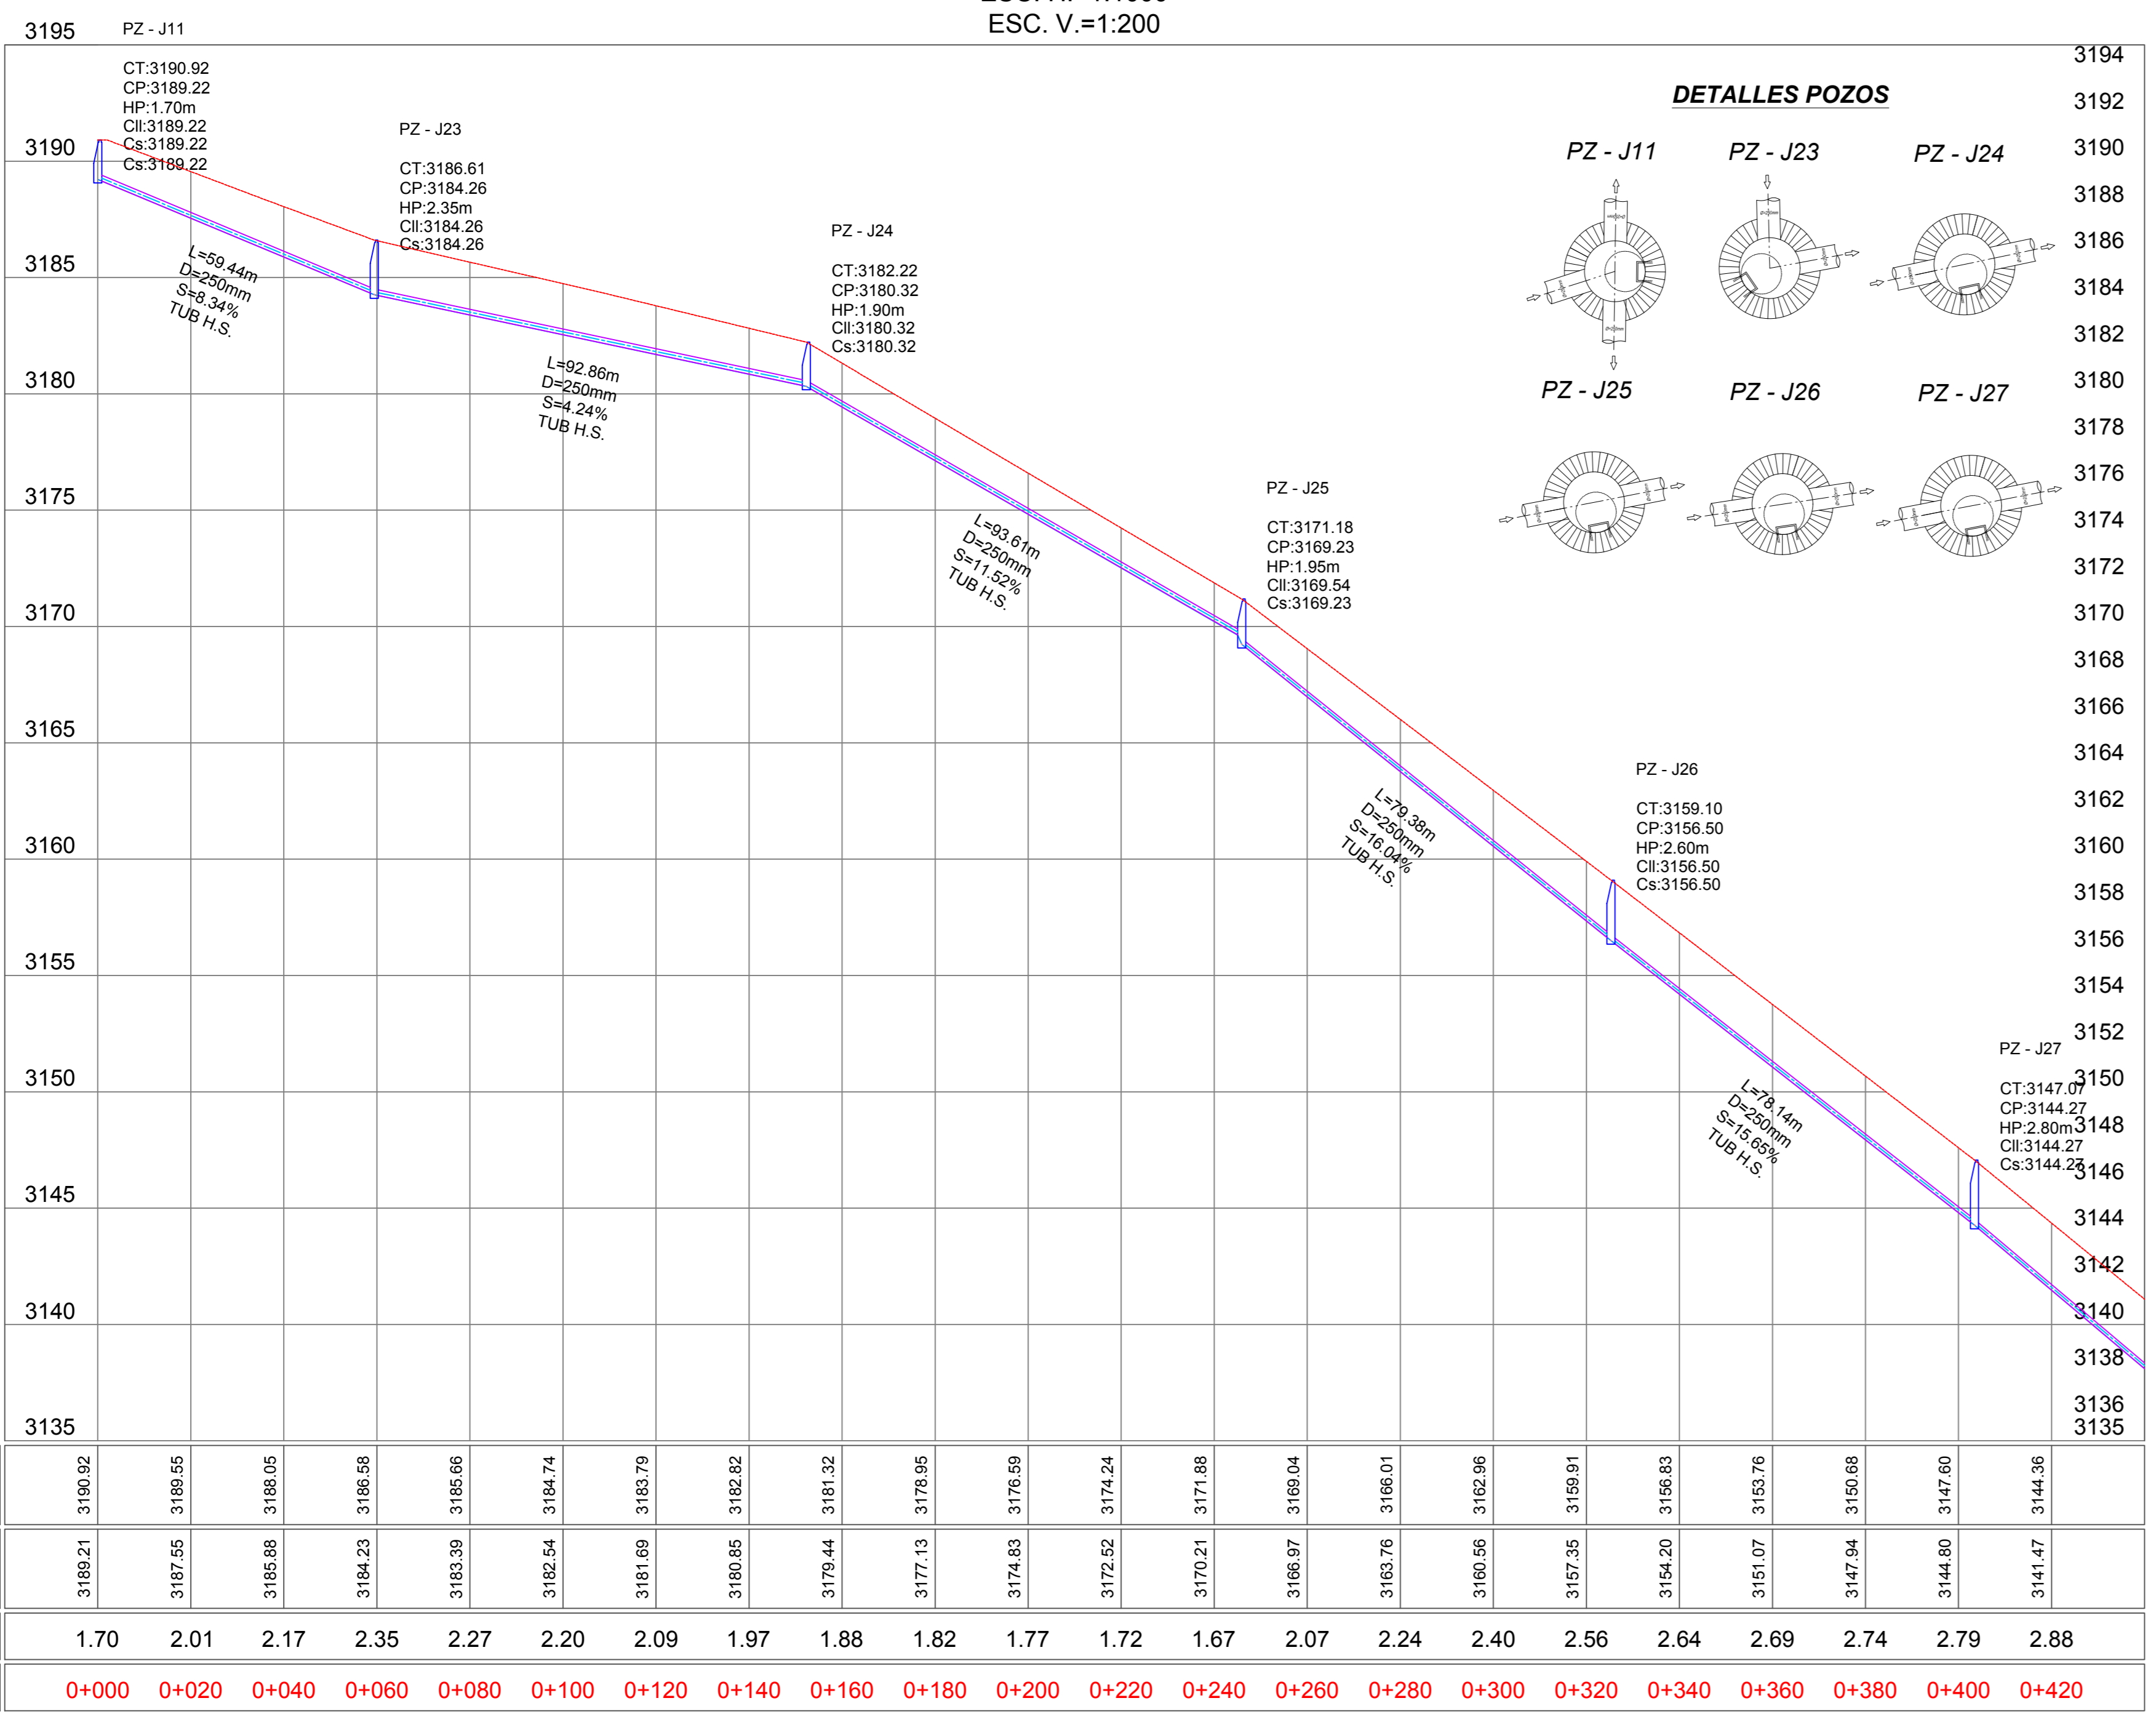 ESC. V.=1:200
3195
3190
3185
3180
3175
3170
3165
3160
3155
3150
3145
3140
3135
PZ - J11
CT:3190.92
CP:3189.22
HP:1.70m
Cll:3189.22
Cs:3189.22
Cs:3189.22
L=59.44m
D=250mm
S=8.34%
TUB H.S.
PZ - J23
CT:3186.61
CP:3184.26
HP:2.35m
Cll:3184.26
Cs:3184.26
L=92.86m
D=250mm
S=4.24%
TUB H.S.
PZ - J24
CT:3182.22
CP:3180.32
HP:1.90m
Cll:3180.32
Cs:3180.32
L=93.61m
D=250mm
S=11.52%
TUB H.S.
PZ - J25
CT:3171.18
CP:3169.23
HP:1.95m
Cll:3169.54
Cs:3169.23
L=79.38m
D=250mm
S=16.04%
TUB H.S.
PZ - J26
CT:3159.10
CP:3156.50
HP:2.60m
Cll:3156.50
Cs:3156.50
L=78.14m
D=250mm
S=15.65%
TUB H.S.
PZ - J27
CT:3147.07
CP:3144.27
HP:2.80m
Cll:3144.27
Cs:3144.27
DETALLES POZOS
PZ - J11 PZ - J23 PZ - J24
PZ - J25 PZ - J26 PZ - J27
3194
3192
3190
3188
3186
3184
3182
3180
3178
3176
3174
3172
3170
3168
3166
3164
3162
3160
3158
3156
3154
3152
3150
3148
3146
3144
3142
3140
3138
3136
3135
3190.92 3189.55 3188.05 3186.58 3185.66 3184.74 3183.79 3182.82 3181.32 3178.95 3176.59 3174.24 3171.88 3169.04 3166.01 3162.96 3159.91 3156.83 3153.76 3150.68 3147.60 3144.36
3189.21 3187.55 3185.88 3184.23 3183.39 3182.54 3181.69 3180.85 3179.44 3177.13 3174.83 3172.52 3170.21 3166.97 3163.76 3160.56 3157.35 3154.20 3151.07 3147.94 3144.80 3141.47
1.70 2.01 2.17 2.35 2.27 2.20 2.09 1.97 1.88 1.82 1.77 1.72 1.67 2.07 2.24 2.40 2.56 2.64 2.69 2.74 2.79 2.88
0+000 0+020 0+040 0+060 0+080 0+100 0+120 0+140 0+160 0+180 0+200 0+220 0+240 0+260 0+280 0+300 0+320 0+340 0+360 0+380 0+400 0+420